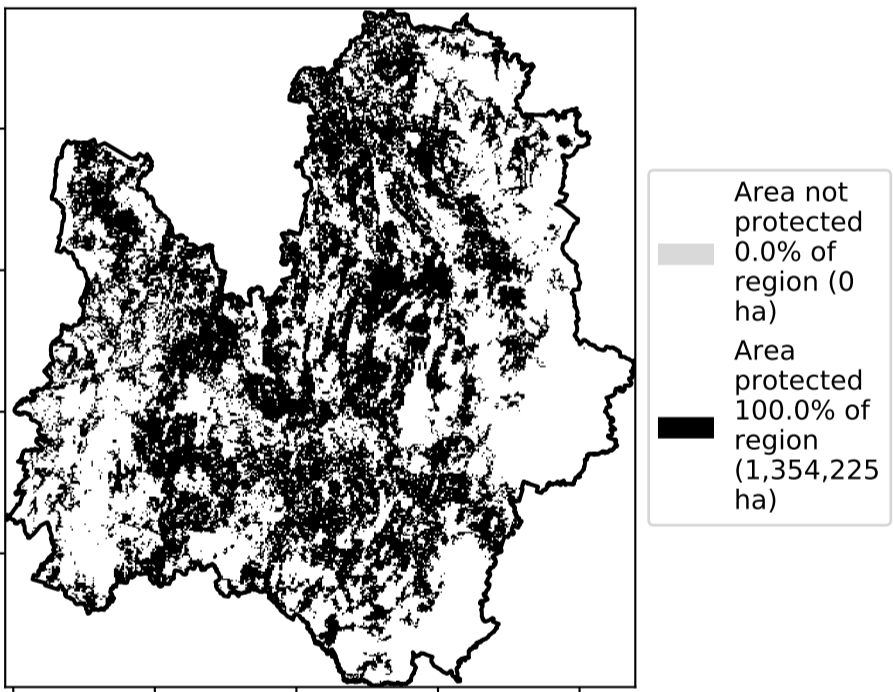 Area not
protected
0.0% of
region (0
ha)
Area
protected
100.0% of
region
(1,354,225
ha)